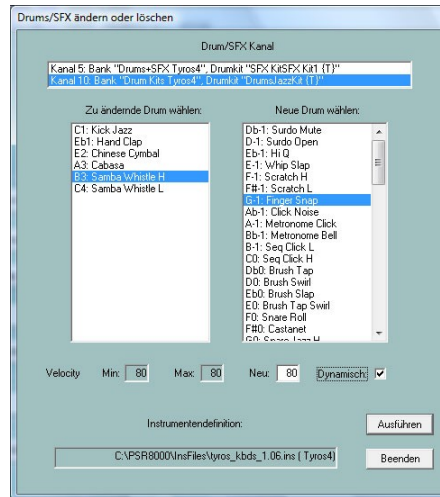 Drums/SFX ändern oder löschen
Drum/SFX Kanal
Kanal 5: Bank "Drums+SFX Tyros4", Drumkit "SFX KitSFX Kit1 {T}"
Kanal 10: Bank "Drum Kits Tyros4", Drumkit "DrumsJazzKit {T}"
Zu ändernde Drum wählen:
C1: Kick Jazz
Eb1: Hand Clap
E2: Chinese Cymbal
A3: Cabasa
B3: Samba Whistle H
C4: Samba Whistle L
Neue Drum wählen:
Db-1: Surdo Mute
D-1: Surdo Open
Eb-1: Hi Q
E-1: Whip Slap
F-1: Scratch H
F#-1: Scratch L
G-1: Finger Snap
Ab-1: Click Noise
A-1: Metronome Click
Bb-1: Metronome Bell
B-1: Seq Click L
C0: Seq Click H
Db0: Brush Tap
D0: Brush Swirl
Eb0: Brush Slap
E0: Brush Tap Swirl
F0: Snare Roll
F#0: Castanet
G0: Snare Jazz H
Velocity Min: 80 Max: 80 Neu: 80 Dynamisch:
Instrumentendefinition:
Ausführen
C:\PSR8000\InsFiles\tyros_kbds_1.06.ins ( Tyros4)
Beenden